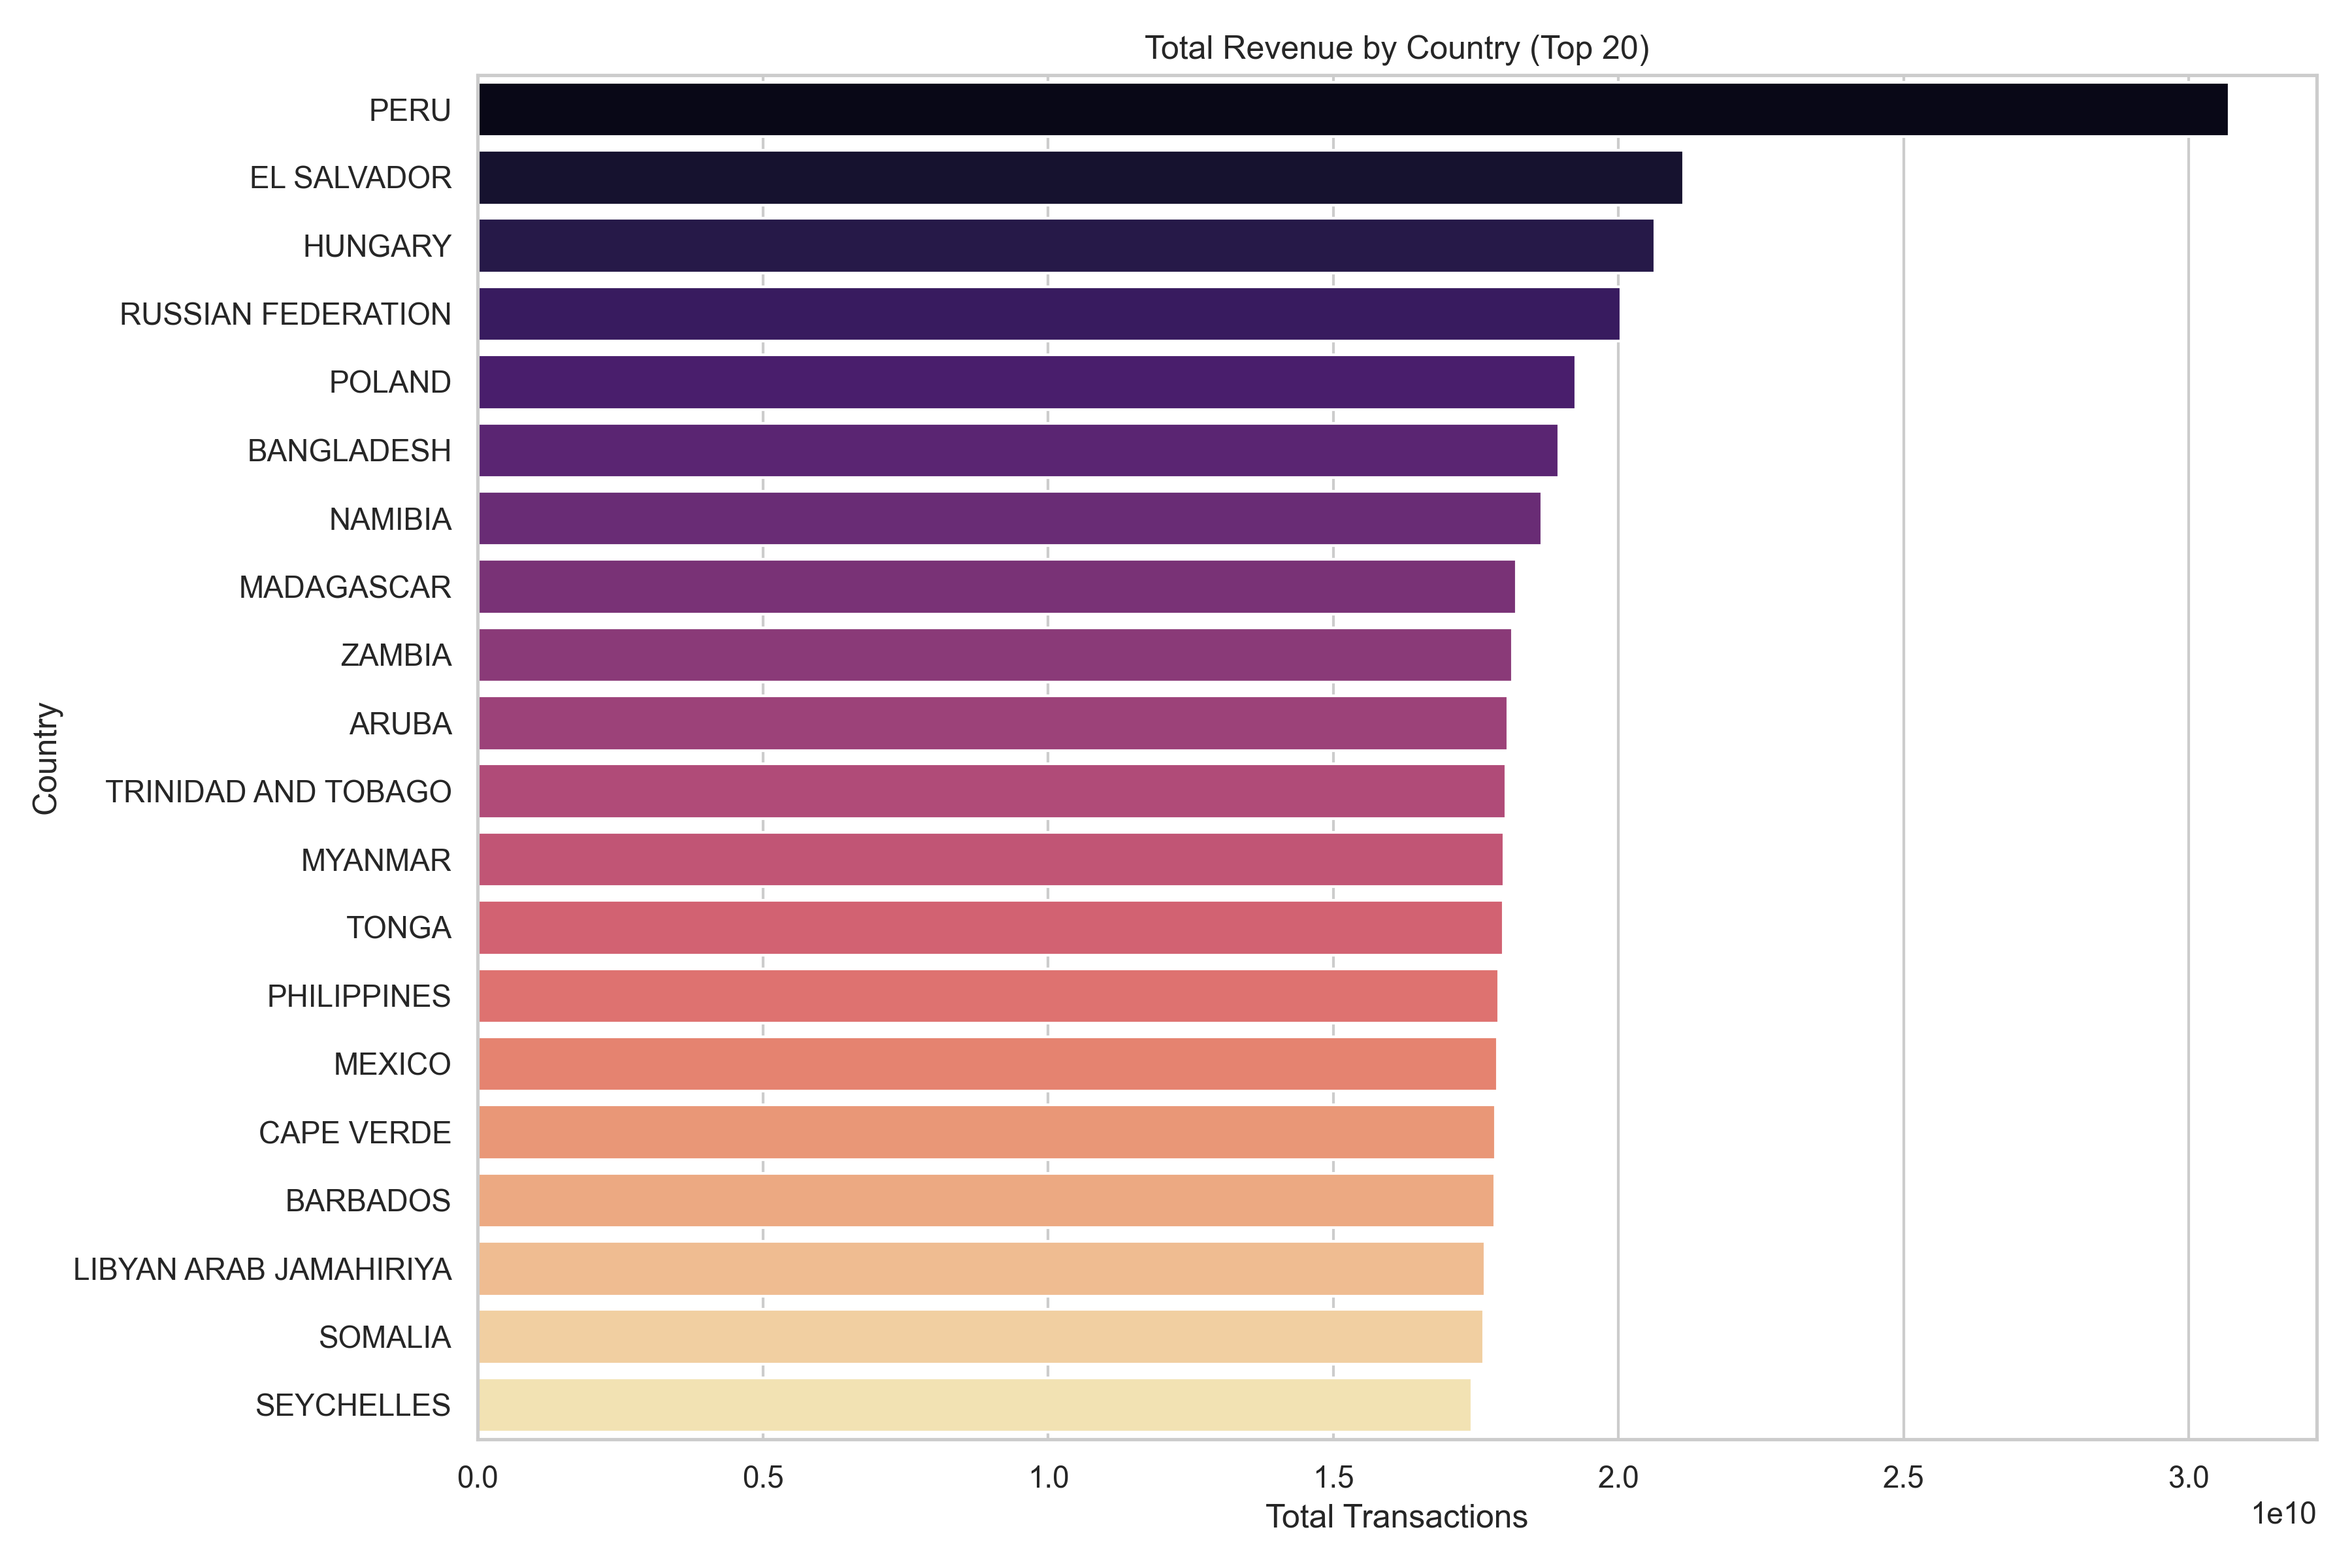 Total Revenue by Country (Top 20)
PERU
EL SALVADOR
HUNGARY
RUSSIAN FEDERATION
POLAND
BANGLADESH
NAMIBIA
MADAGASCAR
ZAMBIA
ARUBA
TRINIDAD AND TOBAGO
MYANMAR
TONGA
PHILIPPINES
MEXICO
CAPE VERDE
BARBADOS
LIBYAN ARAB JAMAHIRIYA
SOMALIA
SEYCHELLES
Country
0.0 0.5 1.0 1.5 2.0 2.5 3.0
1e10
Total Transactions